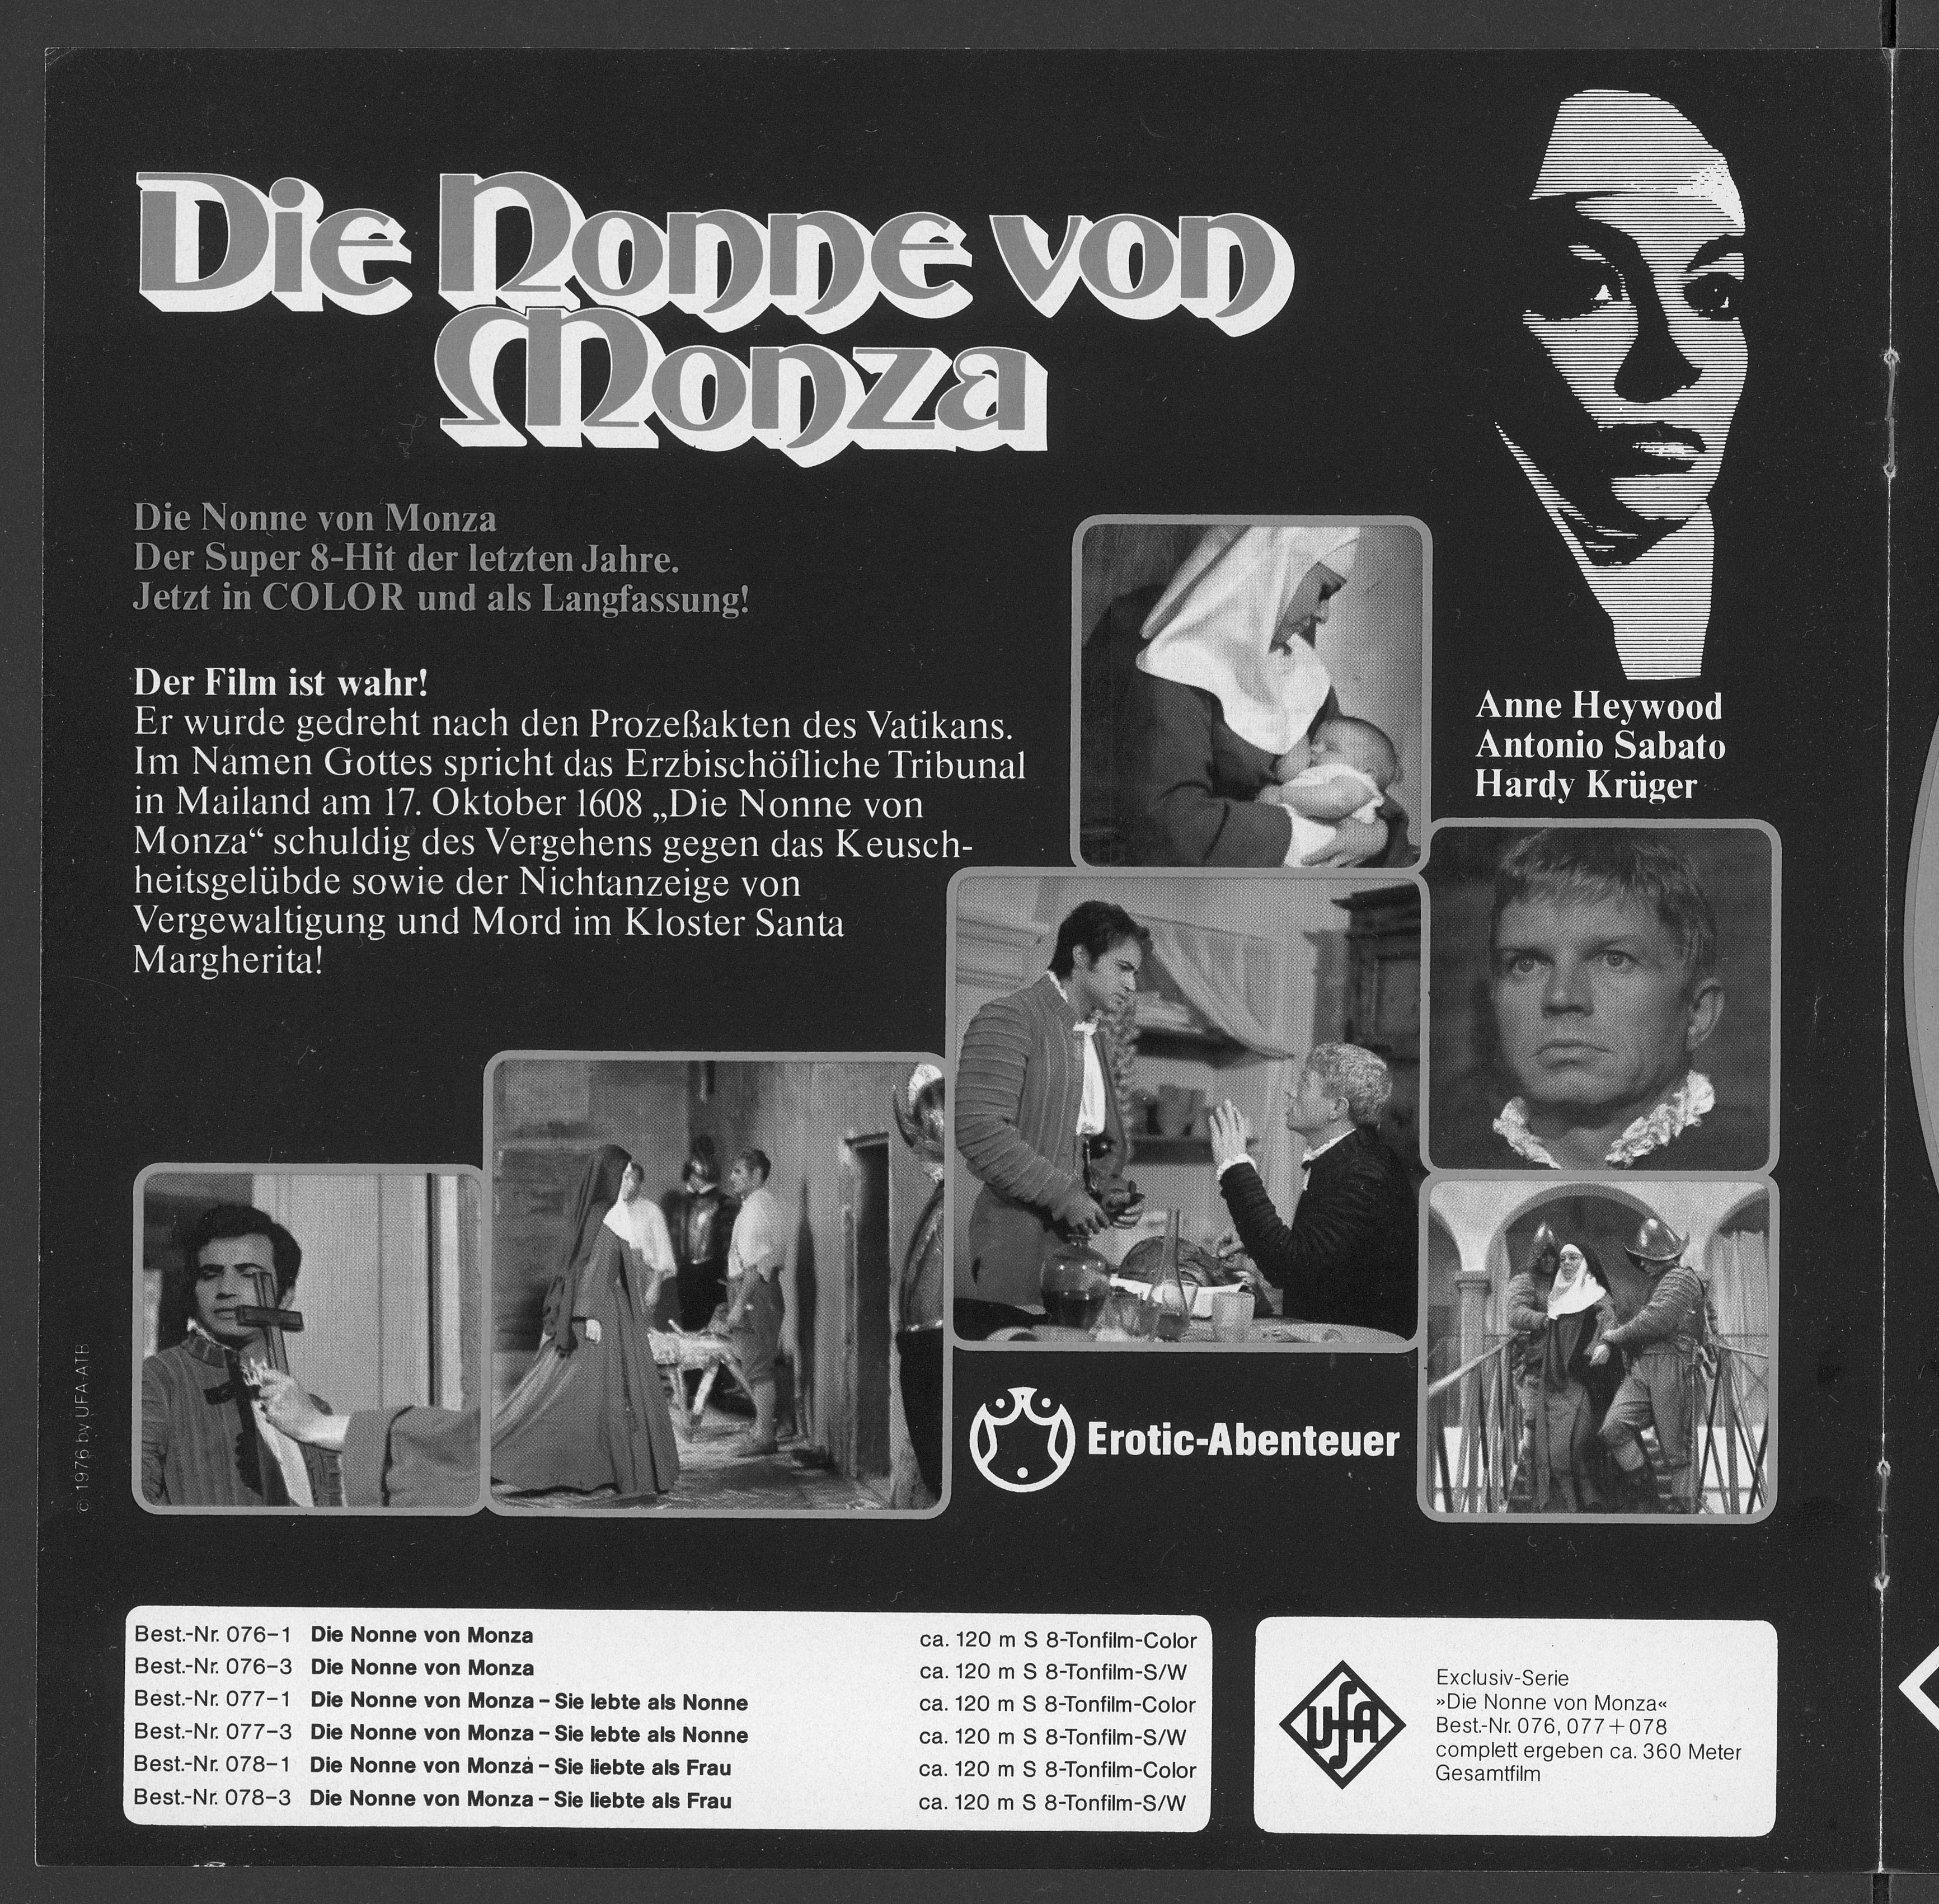 Die Nonne von
Monza
Die Nonne von Monza
Der Super 8-Hit der letzten Jahre.
Jetzt in COLOR und als Langfassung!
Der Film ist wahr!
Er wurde gedreht nach den Prozeßakten des Vatikans.
Im Namen Gottes spricht das Erzbischöfliche Tribunal
in Mailand am 17. Oktober 1608 „Die Nonne von
Monza“ schuldig des Vergehens gegen das Keusch-
heitsgelübde sowie der Nichtanzeige von
Vergewaltigung und Mord im Kloster Santa
Margherita!
Anne Heywood
Antonio Sabato
Hardy Krüger
Erotic-Abenteuer
© 1976 by UFA-ATB
Best.-Nr. 076-1 Die Nonne von Monza ca. 120 m S 8-Tonfilm-Color
Best.-Nr. 076-3 Die Nonne von Monza ca. 120 m S 8-Tonfilm-S/W
Best.-Nr. 077-1 Die Nonne von Monza – Sie lebte als Nonne ca. 120 m S 8-Tonfilm-Color
Best.-Nr. 077-3 Die Nonne von Monza – Sie lebte als Nonne ca. 120 m S 8-Tonfilm-S/W
Best.-Nr. 078-1 Die Nonne von Monza – Sie liebte als Frau ca. 120 m S 8-Tonfilm-Color
Best.-Nr. 078-3 Die Nonne von Monza – Sie liebte als Frau ca. 120 m S 8-Tonfilm-S/W
UfA
Exclusiv-Serie
»Die Nonne von Monza«
Best.-Nr. 076, 077 + 078
complett ergeben ca. 360 Meter
Gesamtfilm